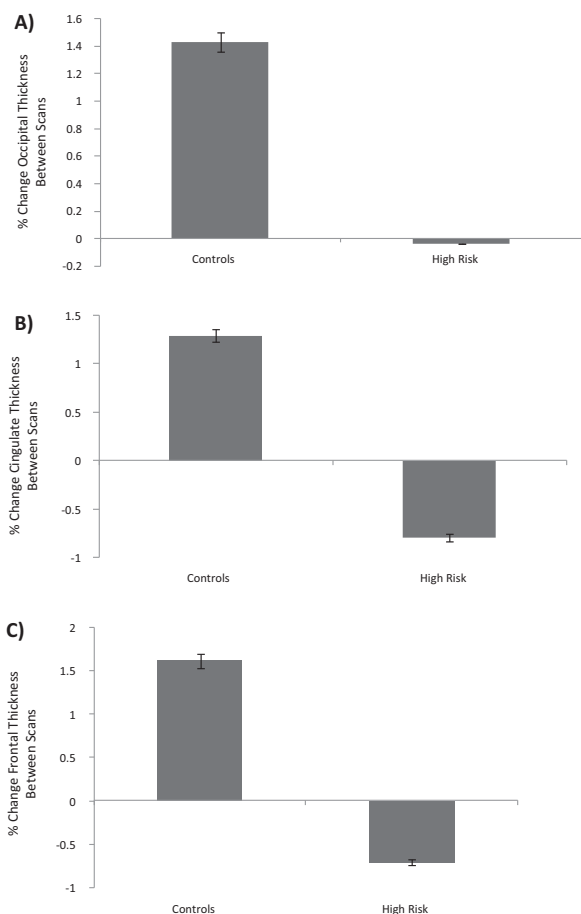 A)
% Change Occipital Thickness
Between Scans
1.6
1.4
1.2
1
0.8
0.6
0.4
0.2
0
-0.2
Controls
High Risk
B)
% Change Cingulate Thickness
Between Scans
1.5
1
0.5
0
-0.5
-1
Controls
High Risk
C)
% Change Frontal Thickness
Between Scans
2
1.5
1
0.5
0
-0.5
-1
Controls
High Risk